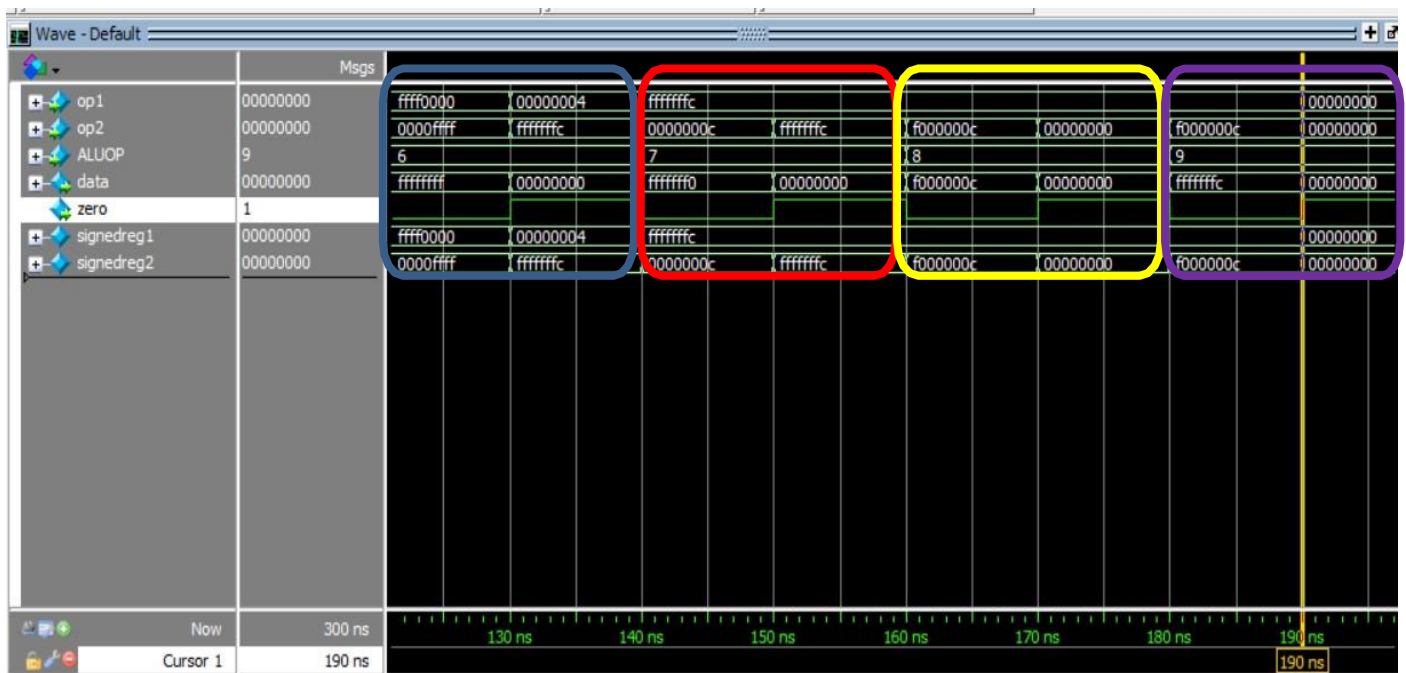 Wave - Default
Msgs
op1 00000000 ffff0000 00000004 fffffffc 00000000
op2 00000000 0000ffff fffffffc 0000000c fffffffc f000000c 00000000 f000000c 00000000
ALUOP 9 6 7 8 9
data 00000000 ffffffff 00000000 fffffff0 00000000 f000000c 00000000 fffffffc 00000000
zero 1
signedreg1 00000000 ffff0000 00000004 fffffffc 00000000
signedreg2 00000000 0000ffff fffffffc 0000000c fffffffc f000000c 00000000 f000000c 00000000
Now 300 ns 130 ns 140 ns 150 ns 160 ns 170 ns 180 ns 190 ns
Cursor 1 190 ns 190 ns